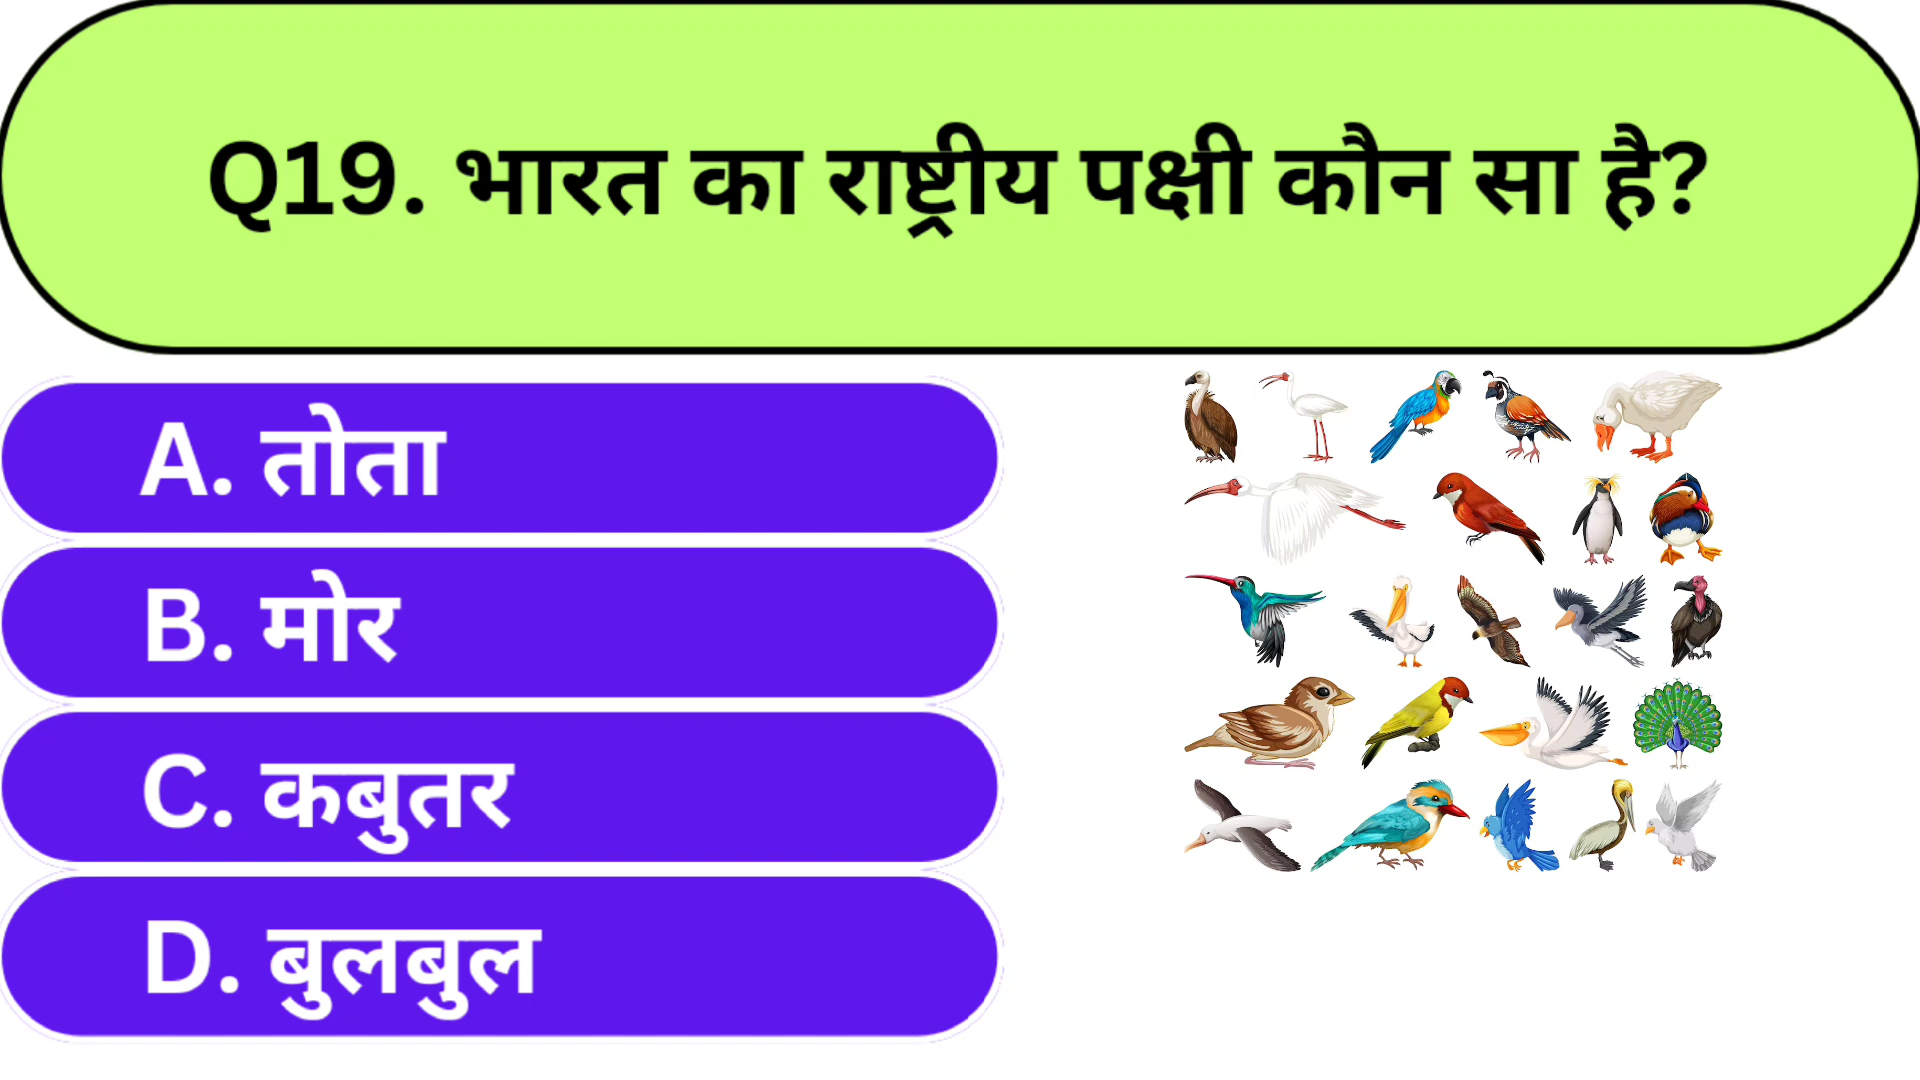 Q19. भारत का राष्ट्रीय पक्षी कौन सा है?
A. तोता
B. मोर
C. कबुतर
D. बुलबुल